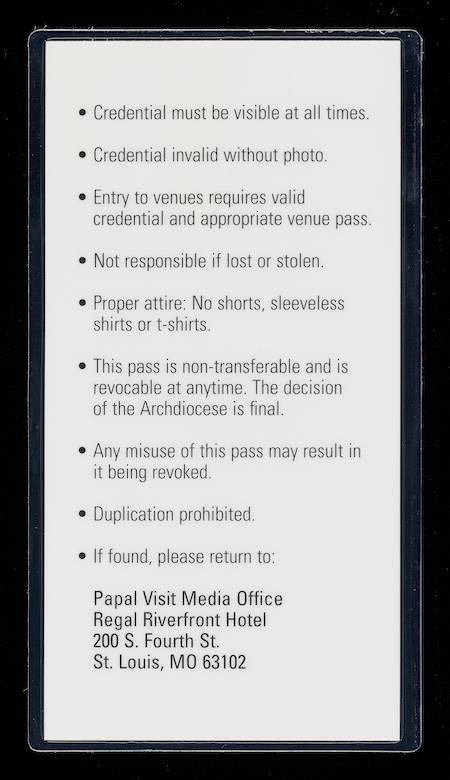 • Credential must be visible at all times.
• Credential invalid without photo.
• Entry to venues requires valid
credential and appropriate venue pass.
• Not responsible if lost or stolen.
• Proper attire: No shorts, sleeveless
shirts or t-shirts.
• This pass is non-transferable and is
revocable at anytime. The decision
of the Archdiocese is final.
• Any misuse of this pass may result in
it being revoked.
• Duplication prohibited.
• If found, please return to:
Papal Visit Media Office
Regal Riverfront Hotel
200 S. Fourth St.
St. Louis, MO 63102